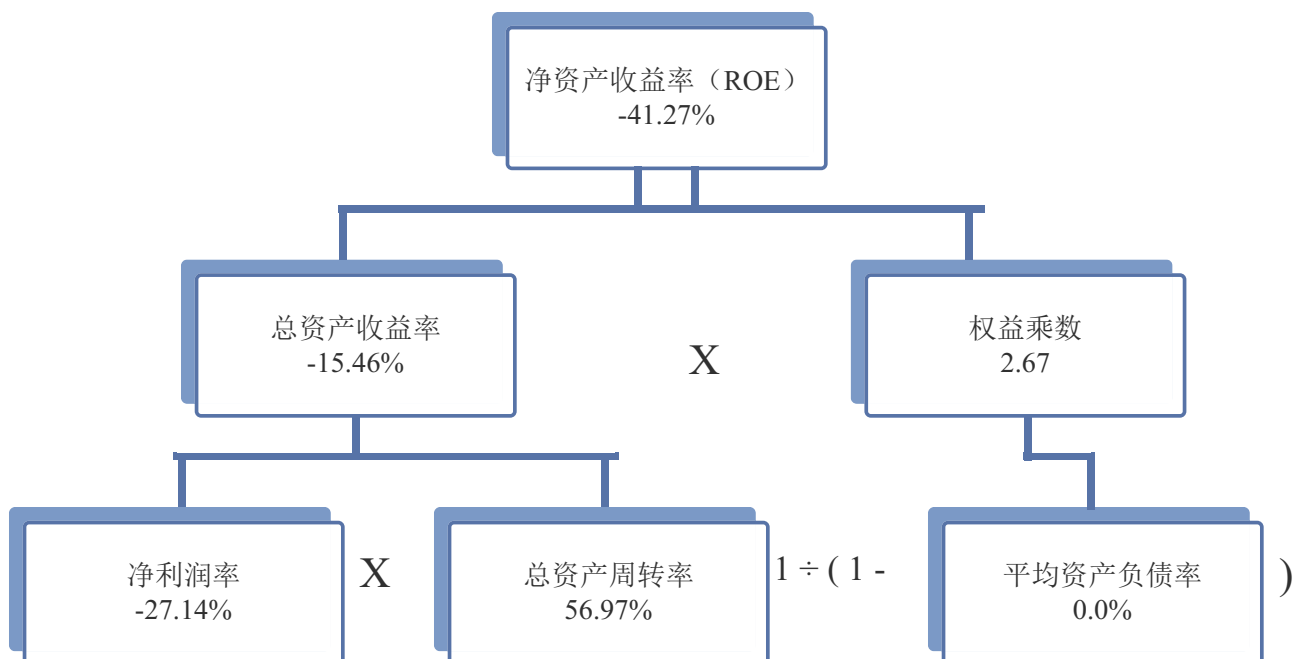 净资产收益率（ROE）
-41.27%
总资产收益率
-15.46%
X
权益乘数
2.67
净利润率
-27.14%
X
总资产周转率
56.97%
1 ÷ ( 1 -
平均资产负债率
0.0%
)